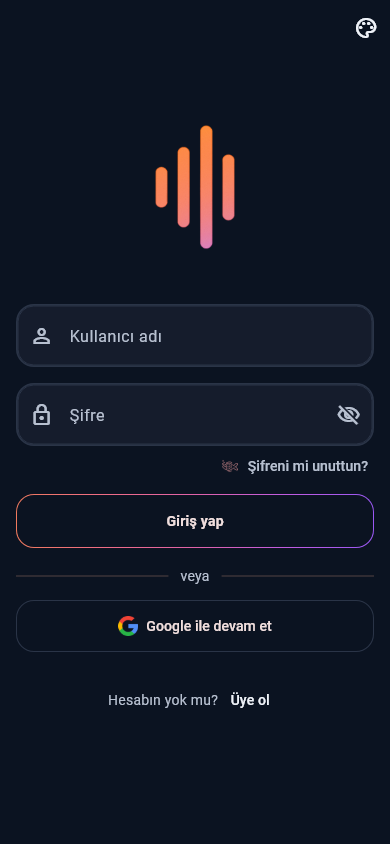 Kullanıcı adı
Şifre
Şifreni mi unuttun?
Giriş yap
veya
Google ile devam et
Hesabın yok mu? Üye ol